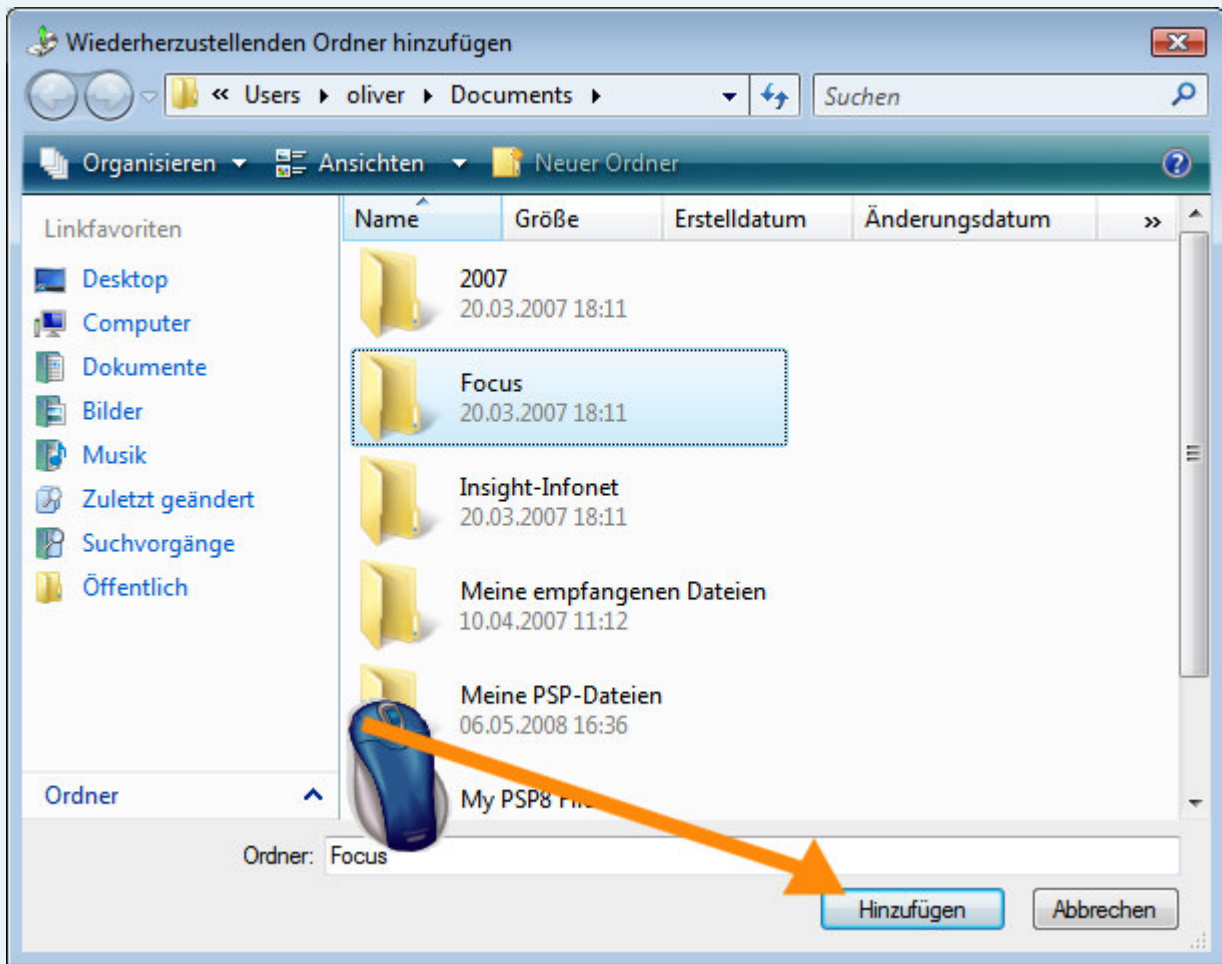 Wiederherzustellenden Ordner hinzufügen
« Users oliver Documents Suchen
Organisieren Ansichten Neuer Ordner ?
Linkfavoriten
Desktop
Computer
Dokumente
Bilder
Musik
Zuletzt geändert
Suchvorgänge
Öffentlich
Ordner
Name Größe Erstelldatum Änderungsdatum »
2007
20.03.2007 18:11
Focus
20.03.2007 18:11
Insight-Infonet
20.03.2007 18:11
Meine empfangenen Dateien
10.04.2007 11:12
Meine PSP-Dateien
06.05.2008 16:36
My PSP8
Ordner: Focus
Hinzufügen Abbrechen